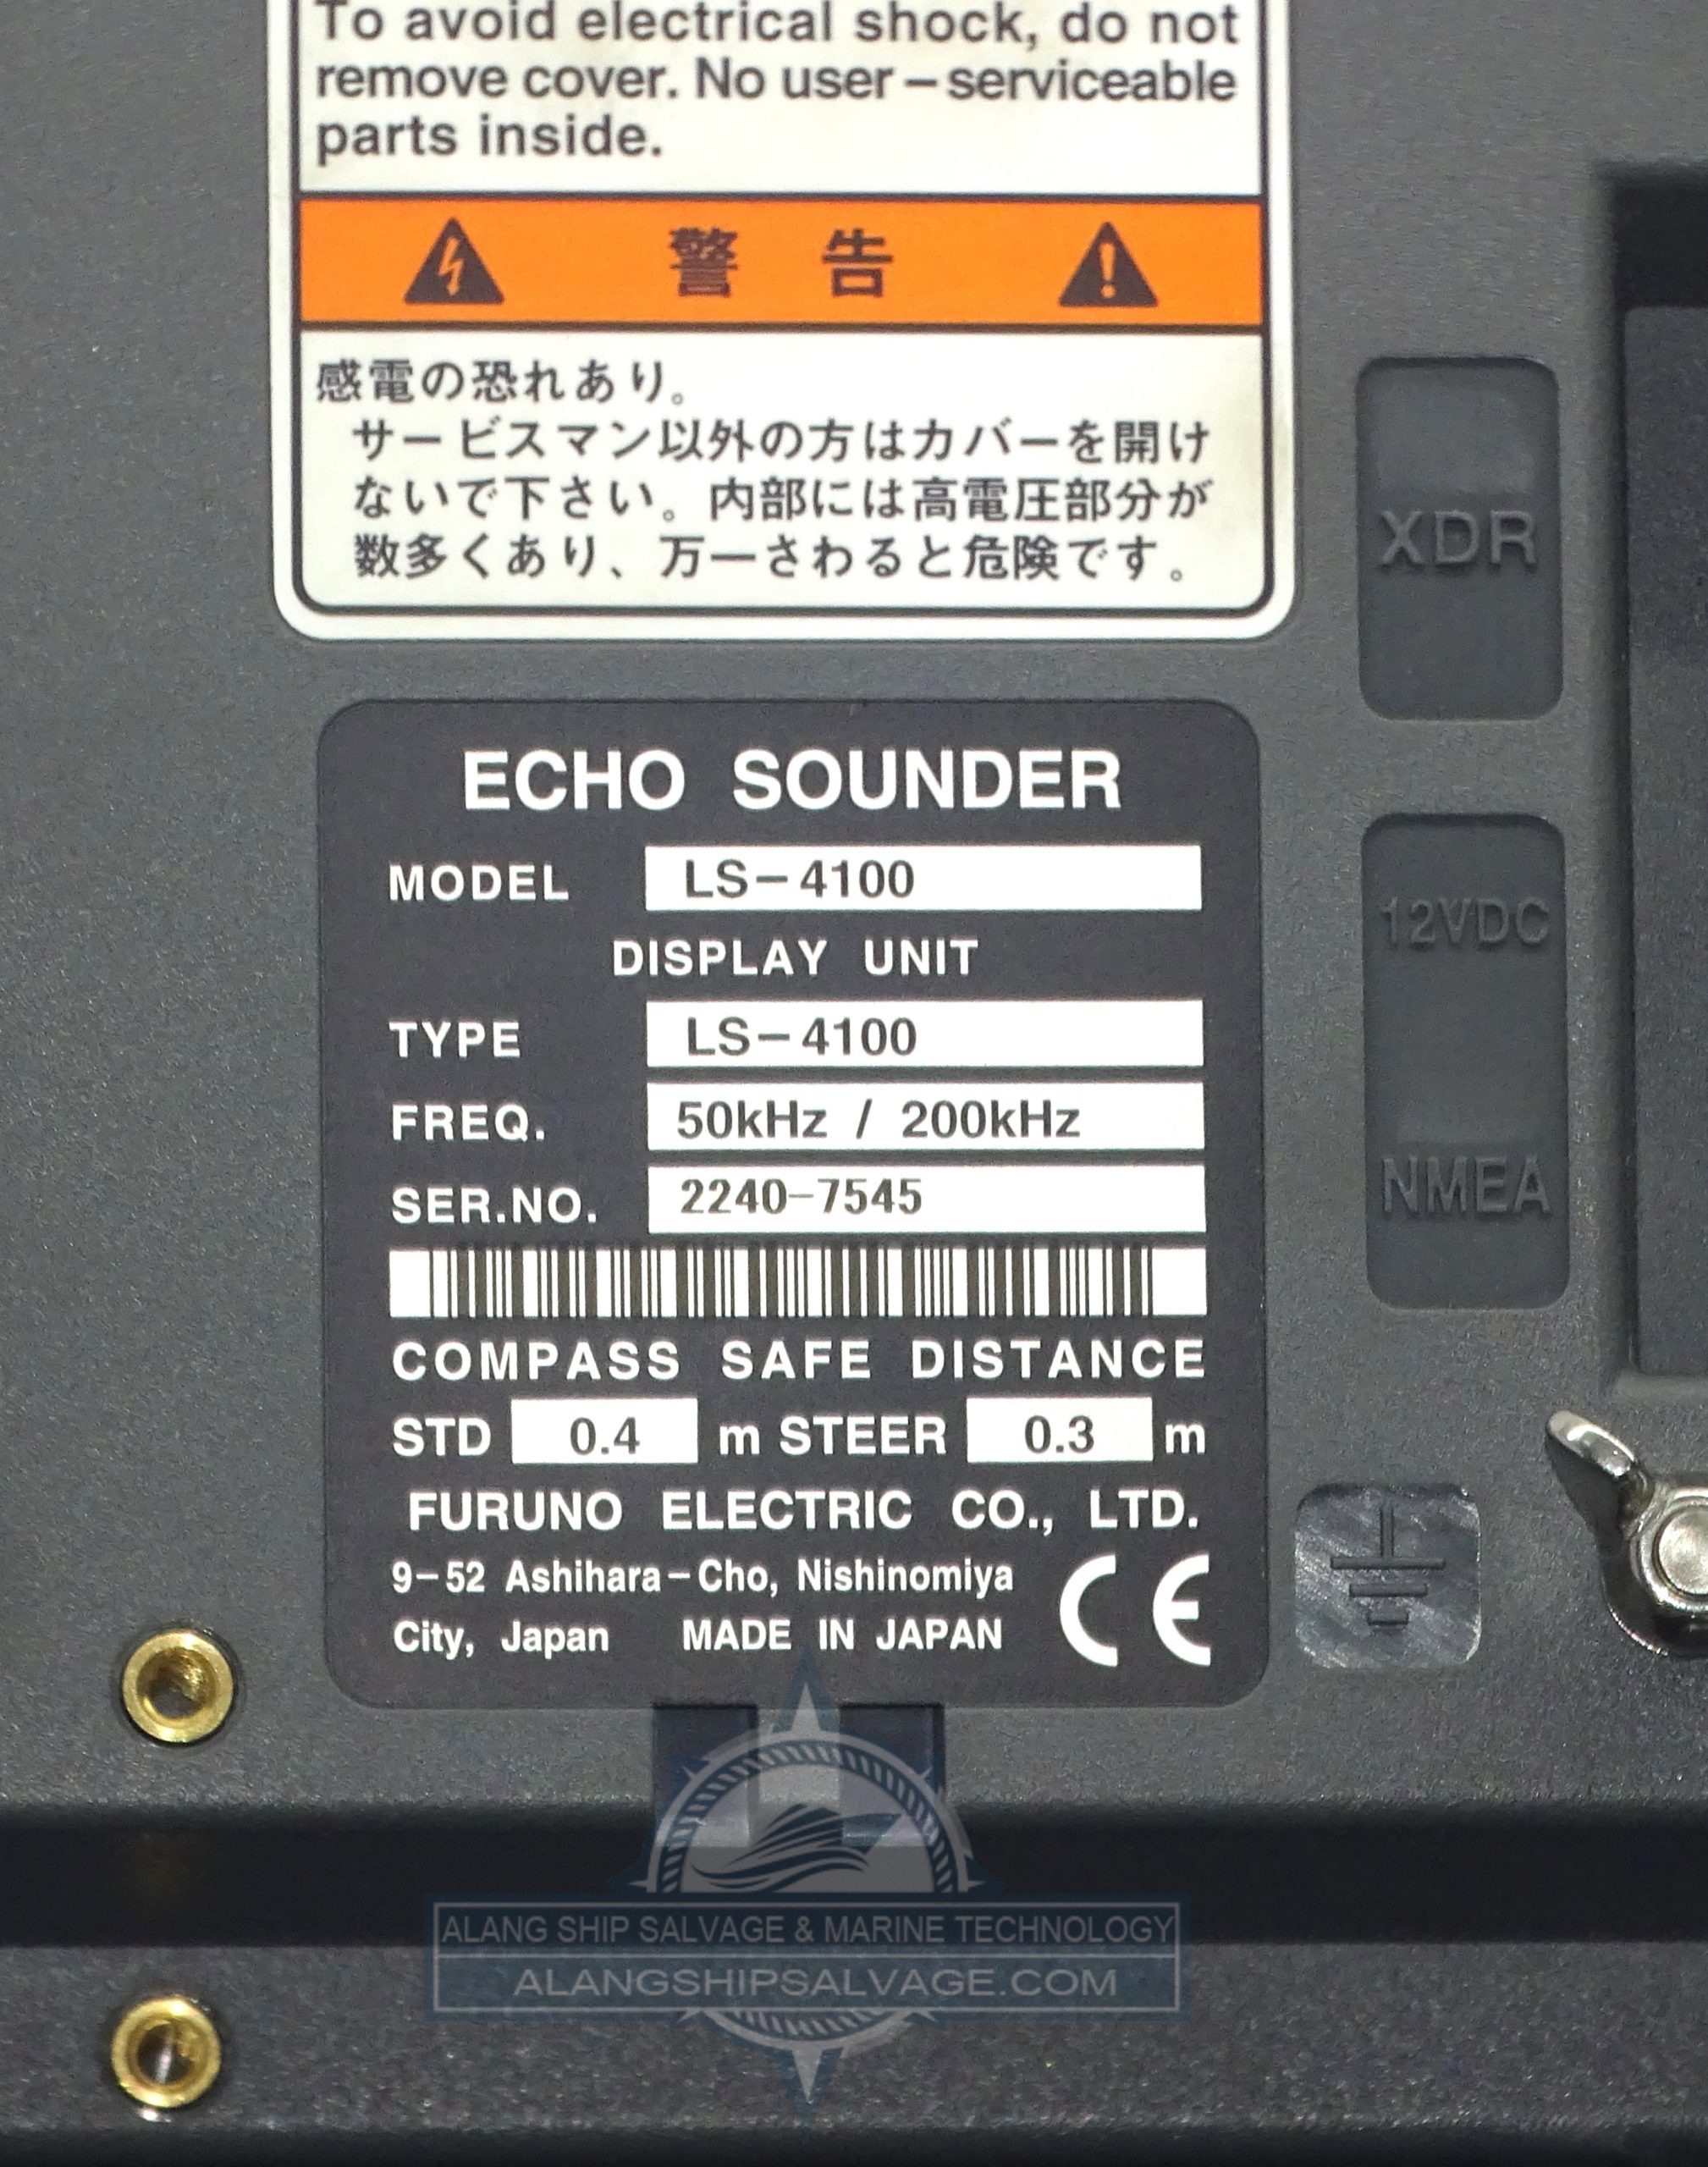 To avoid electrical shock, do not
remove cover. No user－serviceable
parts inside.
警告
感電の恐れあり。
サービスマン以外の方はカバーを開け
ないで下さい。内部には高電圧部分が
数多くあり、万一さわると危険です。
XDR
ECHO SOUNDER
MODEL LS－4100
DISPLAY UNIT
TYPE LS－4100
FREQ. 50kHz / 200kHz
SER.NO. 2240-7545
COMPASS SAFE DISTANCE
STD 0.4 m STEER 0.3 m
FURUNO ELECTRIC CO., LTD.
9－52 Ashihara－Cho, Nishinomiya
City, Japan MADE IN JAPAN
CE
12VDC
NMEA
ALANG SHIP SALVAGE & MARINE TECHNOLOGY
ALANGSHIPSALVAGE.COM